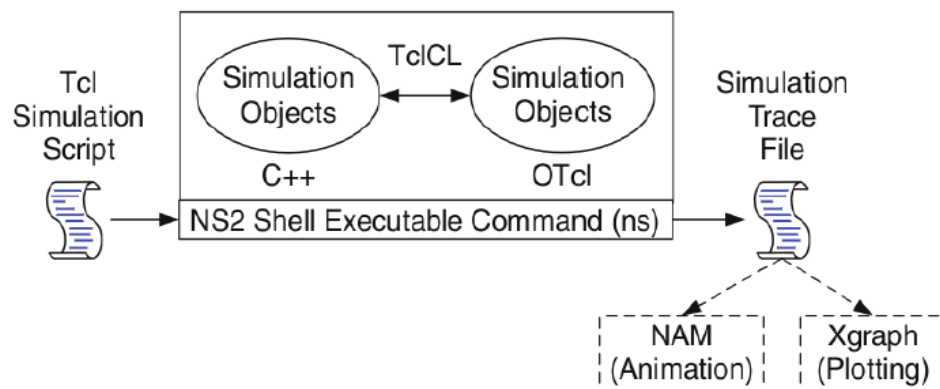 Tcl
Simulation
Script
TclCL
Simulation
Objects
Simulation
Objects
C++
OTcl
NS2 Shell Executable Command (ns)
Simulation
Trace
File
NAM
(Animation)
Xgraph
(Plotting)